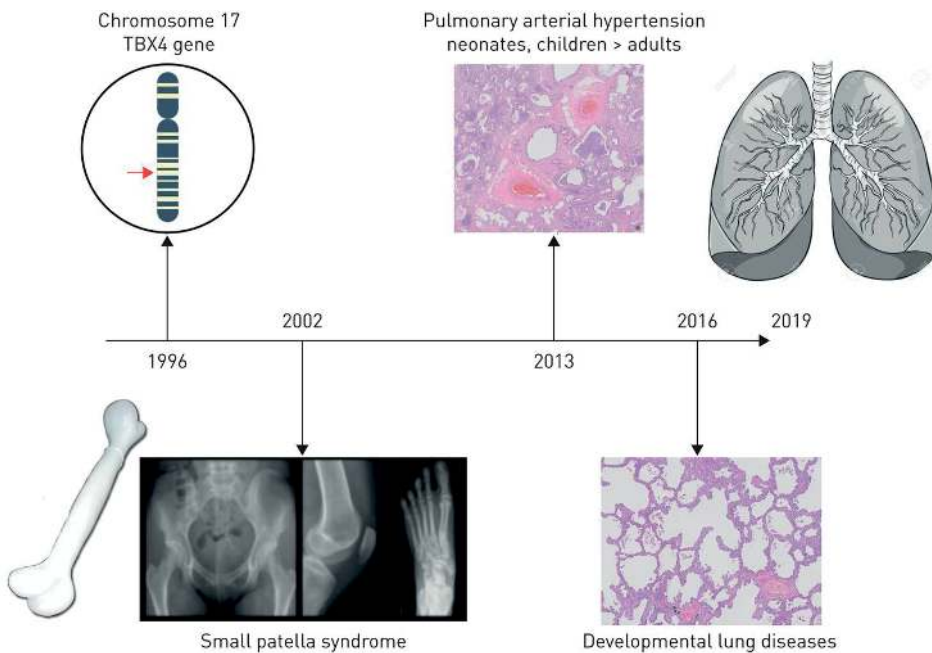 Chromosome 17
TBX4 gene
Pulmonary arterial hypertension
neonates, children > adults
2002
2016
2019
1996
2013
Small patella syndrome
Developmental lung diseases